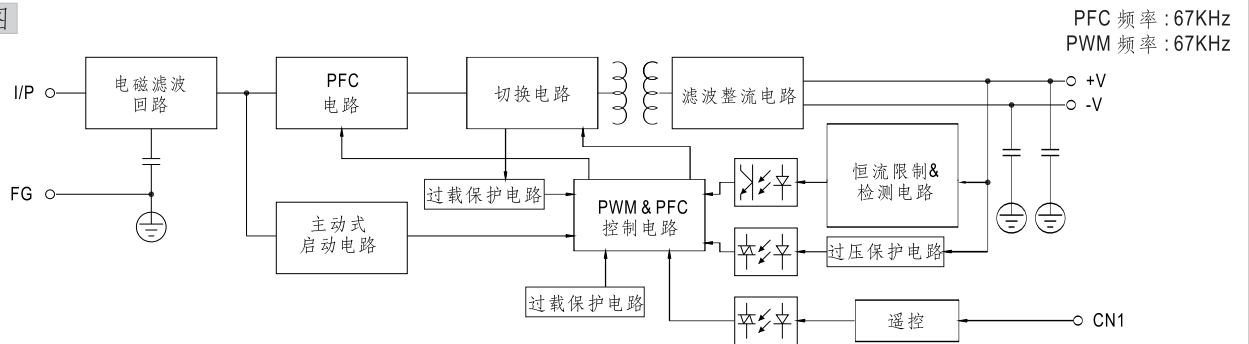 图
PFC 频率 : 67KHz
PWM 频率 : 67KHz
I/P
电磁滤波
回路
PFC
电路
切换电路
滤波整流电路
+V
-V
FG
过载保护电路
PWM & PFC
控制电路
恒流限制&
检测电路
主动式
启动电路
过压保护电路
过载保护电路
遥控
CN1